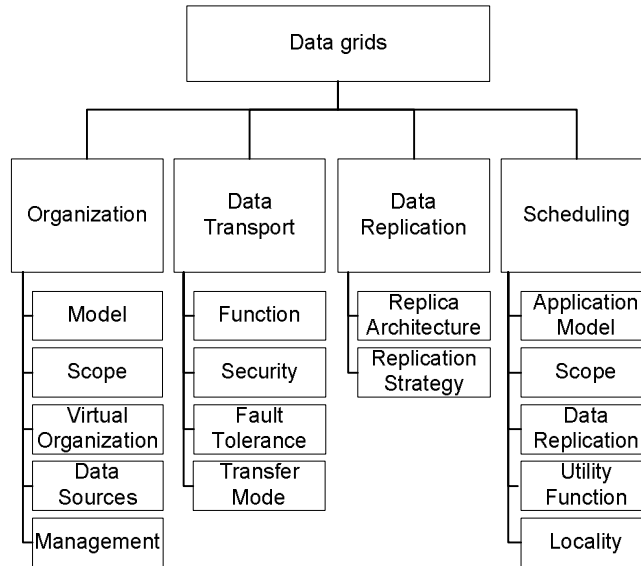 Data grids
Organization
Data
Transport
Data
Replication
Scheduling
Model
Scope
Virtual
Organization
Data
Sources
Management
Function
Security
Fault
Tolerance
Transfer
Mode
Replica
Architecture
Replication
Strategy
Application
Model
Scope
Data
Replication
Utility
Function
Locality